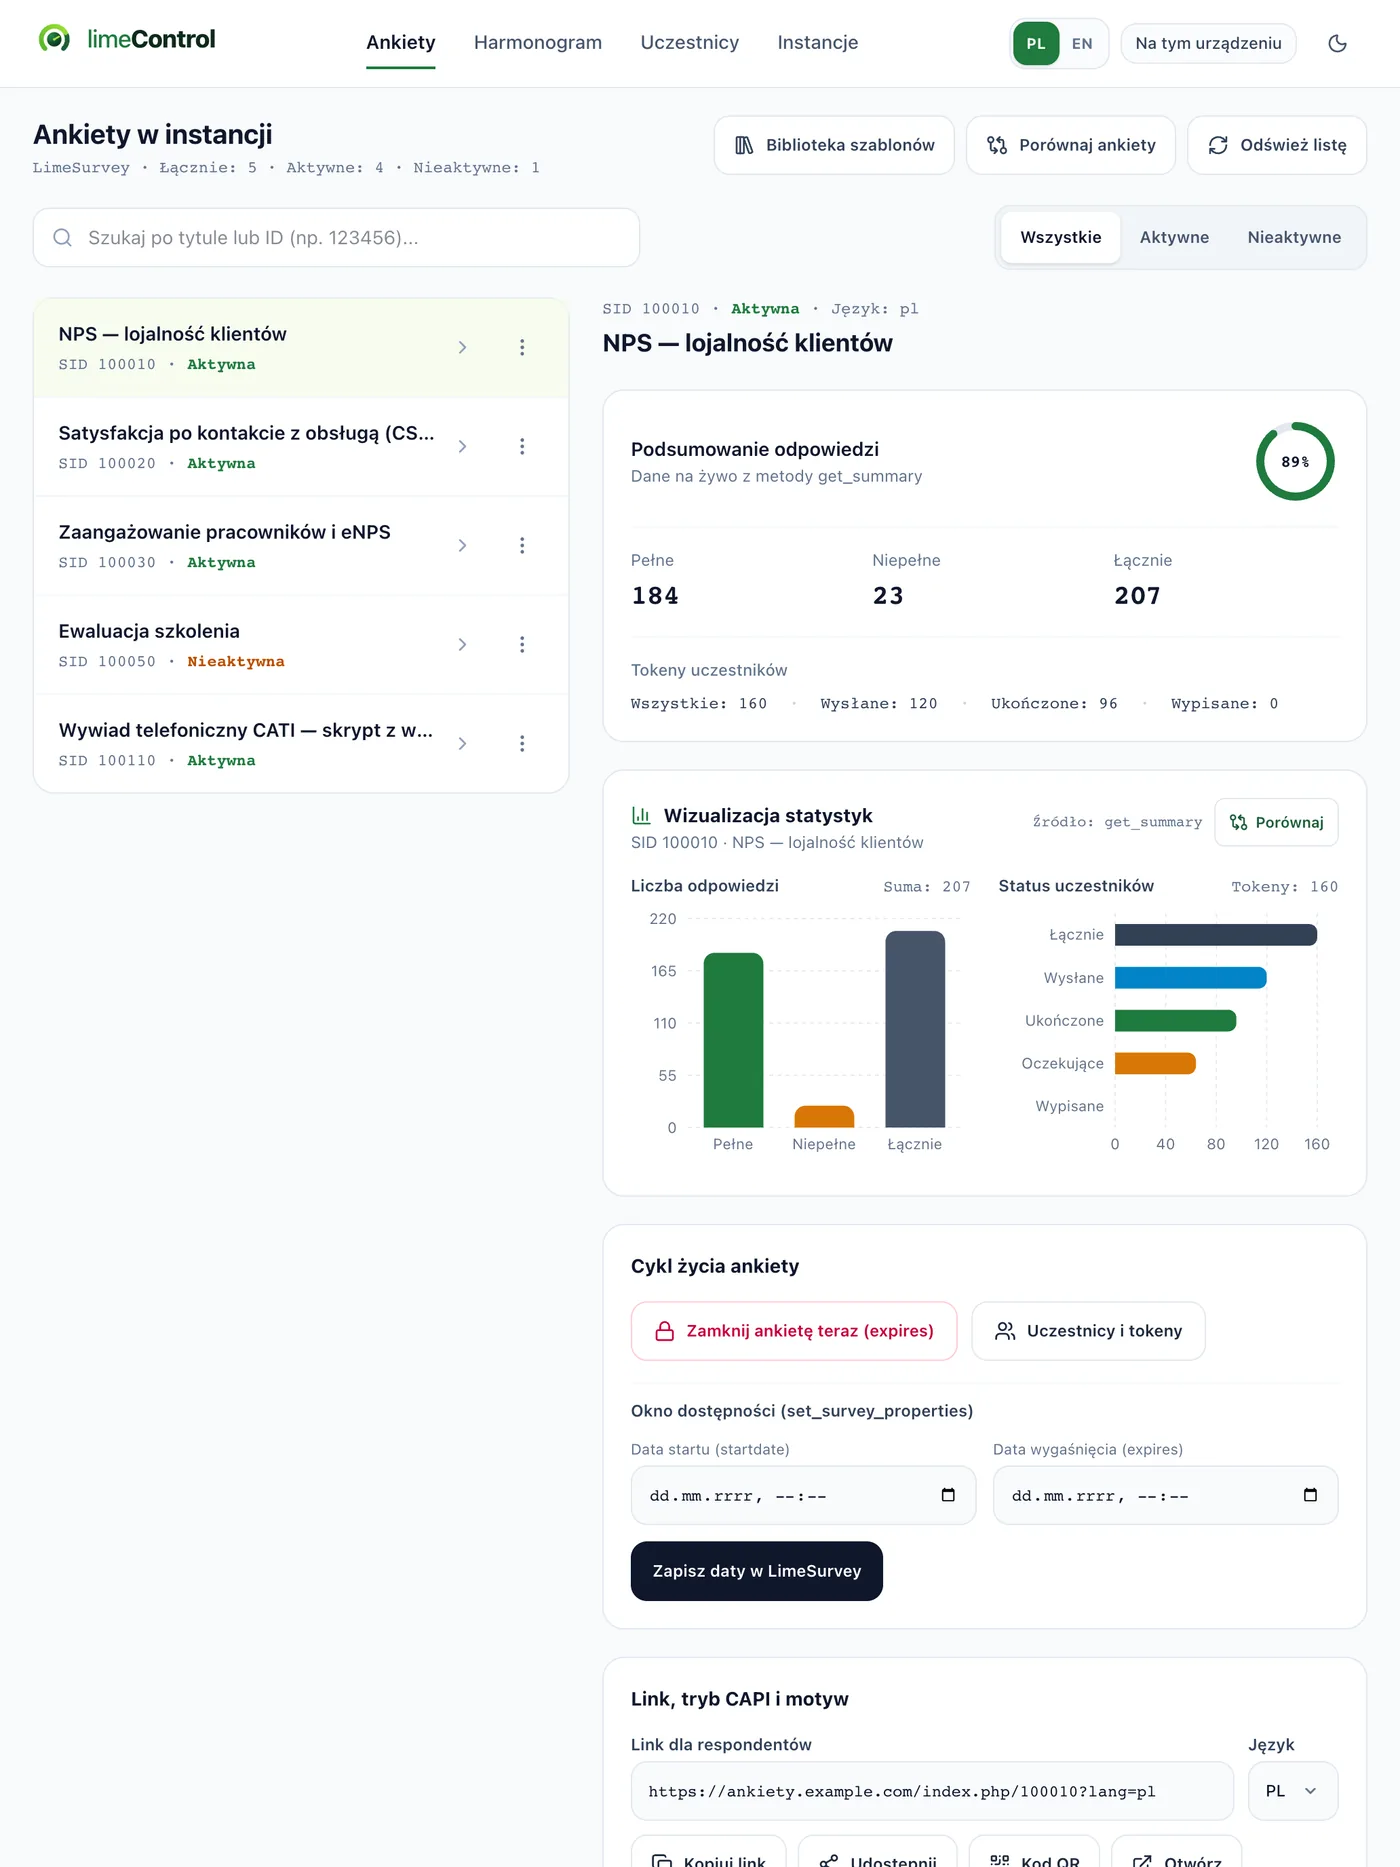 limeControl
Ankiety
Harmonogram
Uczestnicy
Instancje
PL
EN
Na tym urządzeniu
Ankiety w instancji
LimeSurvey · Łącznie: 5 · Aktywne: 4 · Nieaktywne: 1
Biblioteka szablonów
Porównaj ankiety
Odśwież listę
Szukaj po tytule lub ID (np. 123456)...
Wszystkie
Aktywne
Nieaktywne
NPS — lojalność klientów
SID 100010 · Aktywna
Satysfakcja po kontakcie z obsługą (CS...
SID 100020 · Aktywna
Zaangażowanie pracowników i eNPS
SID 100030 · Aktywna
Ewaluacja szkolenia
SID 100050 · Nieaktywna
Wywiad telefoniczny CATI — skrypt z w...
SID 100110 · Aktywna
SID 100010 · Aktywna · Język: pl
NPS — lojalność klientów
Podsumowanie odpowiedzi
Dane na żywo z metody get_summary
89%
Pełne
Niepełne
Łącznie
184
23
207
Tokeny uczestników
Wszystkie: 160 · Wysłane: 120 · Ukończone: 96 · Wypisane: 0
Wizualizacja statystyk
SID 100010 · NPS — lojalność klientów
Źródło: get_summary
Porównaj
Liczba odpowiedzi
Suma: 207
220
165
110
55
0
Pełne
Niepełne
Łącznie
Status uczestników
Tokeny: 160
Łącznie
Wysłane
Ukończone
Oczekujące
Wypisane
0
40
80
120
160
Cykl życia ankiety
Zamknij ankietę teraz (expires)
Uczestnicy i tokeny
Okno dostępności (set_survey_properties)
Data startu (startdate)
Data wygaśnięcia (expires)
dd.mm.rrrr, --:--
dd.mm.rrrr, --:--
Zapisz daty w LimeSurvey
Link, tryb CAPI i motyw
Link dla respondentów
Język
https://ankiety.example.com/index.php/100010?lang=pl
PL
Kopiuj link
Udostępnij
Kod QR
Otwórz